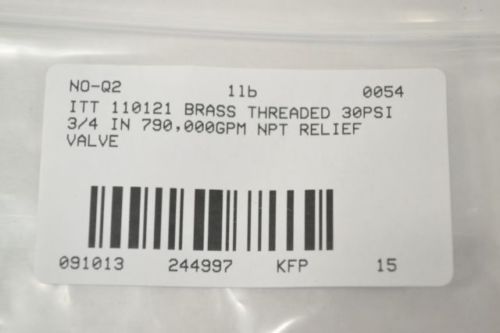 NO-Q2 11b 0054
ITT 110121 BRASS THREADED 30PSI
3/4 IN 790,000GPM NPT RELIEF
VALVE
091013 244997 KFP 15